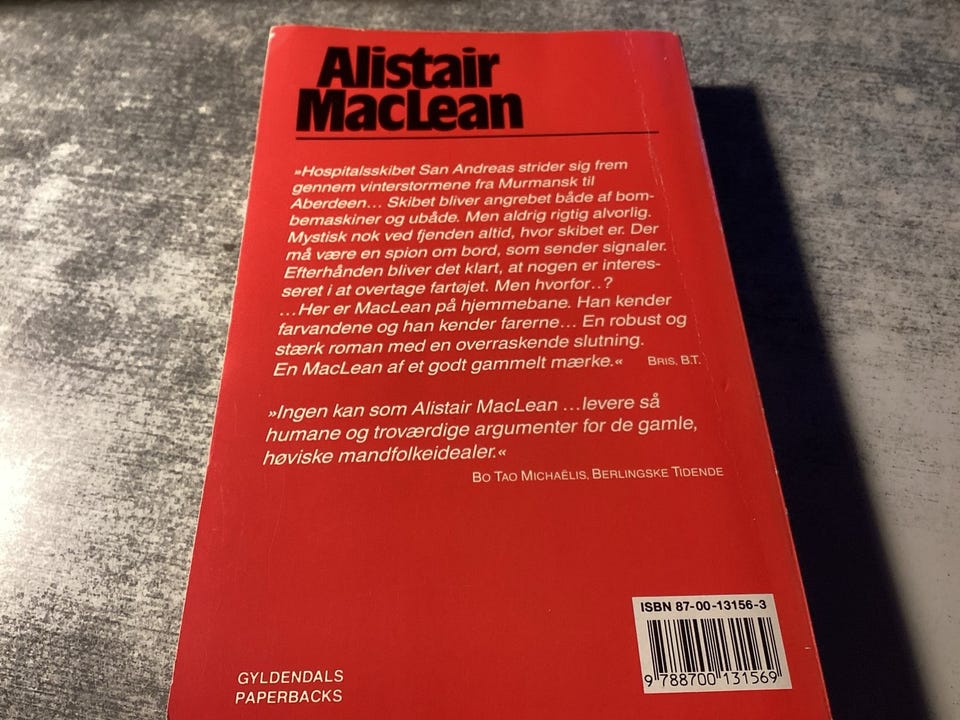 Alistair
MacLean
»Hospitalsskibet San Andreas strider sig frem
gennem vinterstormene fra Murmansk til
Aberdeen... Skibet bliver angrebet både af bom-
bemaskiner og ubåde. Men aldrig rigtig alvorlig.
Mystisk nok ved fjenden altid, hvor skibet er. Der
må være en spion om bord, som sender signaler.
Efterhånden bliver det klart, at nogen er interes-
seret i at overtage fartøjet. Men hvorfor..?
...Her er MacLean på hjemmebane. Han kender
farvandene og han kender farerne... En robust og
stærk roman med en overraskende slutning.
En MacLean af et godt gammelt mærke.« BRIS, B.T.
»Ingen kan som Alistair MacLean ...levere så
humane og troværdige argumenter for de gamle,
høviske mandfolkeidealer.«
BO TAO MICHAËLIS, BERLINGSKE TIDENDE
ISBN 87-00-13156-3
9 788700 131569
GYLDENDALS
PAPERBACKS